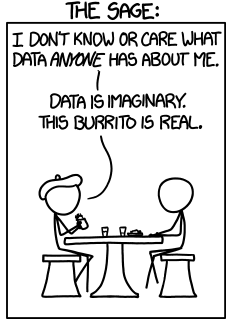 THE SAGE:
I DON'T KNOW OR CARE WHAT
DATA ANYONE HAS ABOUT ME.
DATA IS IMAGINARY.
THIS BURRITO IS REAL.